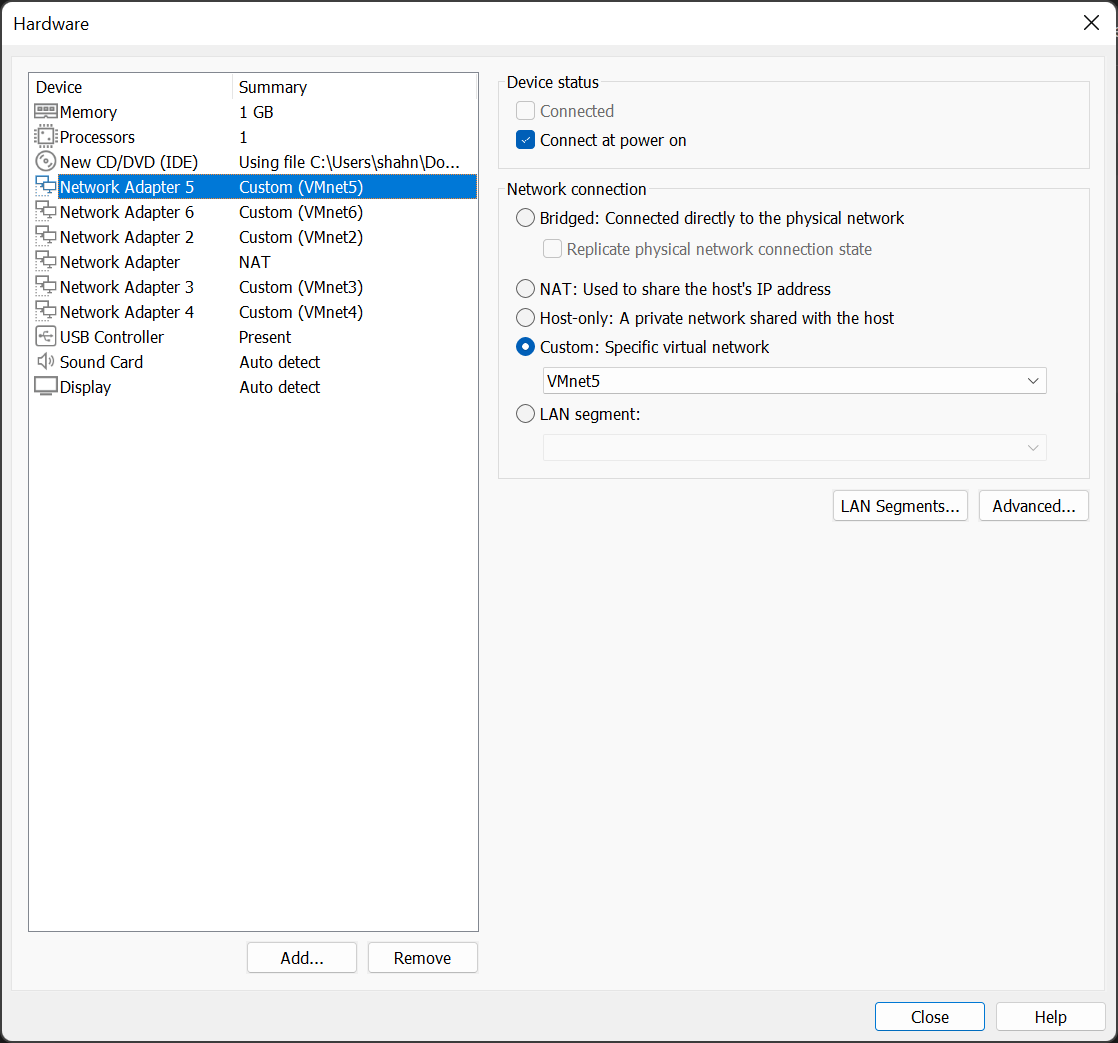 Hardware
Device Summary
Memory 1 GB
Processors 1
New CD/DVD (IDE) Using file C:\Users\shahn\Do...
Network Adapter 5 Custom (VMnet5)
Network Adapter 6 Custom (VMnet6)
Network Adapter 2 Custom (VMnet2)
Network Adapter NAT
Network Adapter 3 Custom (VMnet3)
Network Adapter 4 Custom (VMnet4)
USB Controller Present
Sound Card Auto detect
Display Auto detect
Add... Remove
Device status
Connected
Connect at power on
Network connection
Bridged: Connected directly to the physical network
Replicate physical network connection state
NAT: Used to share the host's IP address
Host-only: A private network shared with the host
Custom: Specific virtual network
VMnet5
LAN segment:
LAN Segments... Advanced...
Close Help